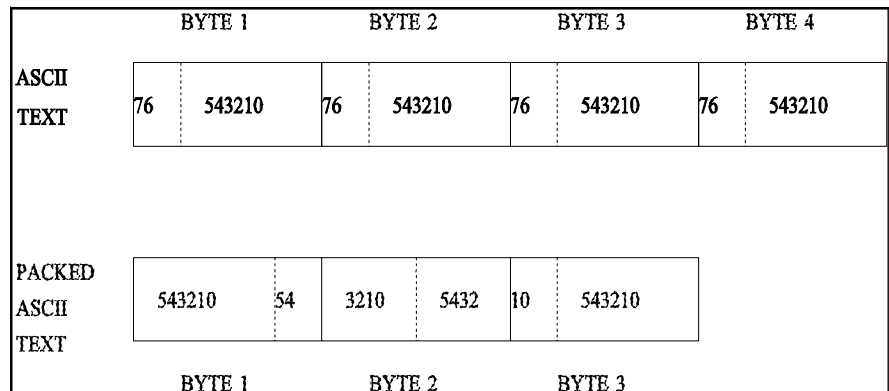 BYTE 1 BYTE 2 BYTE 3 BYTE 4
ASCII
TEXT
76 543210 76 543210 76 543210 76 543210
PACKED
ASCII
TEXT
543210 54 3210 5432 10 543210
BYTE 1 BYTE 2 BYTE 3